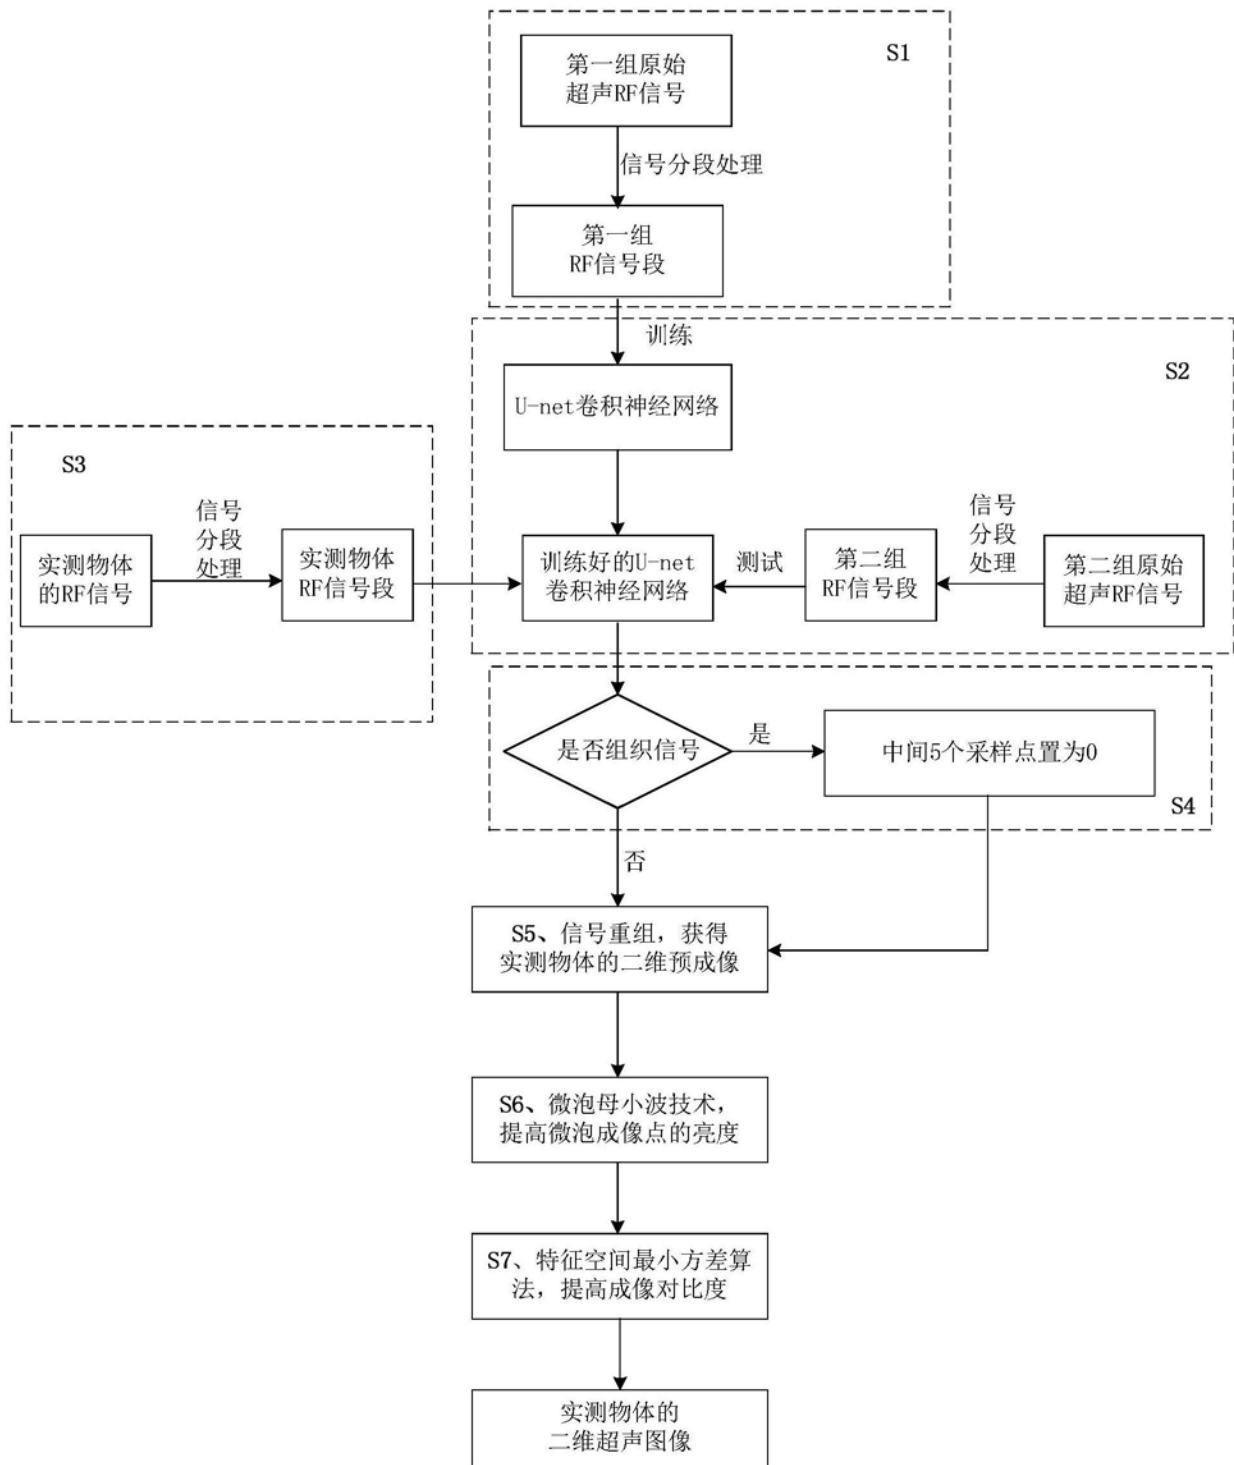 S1
第一组原始
超声RF信号
信号分段处理
第一组
RF信号段
训练
S2
U-net卷积神经网络
S3
信号
分段
处理
实测物体
的RF信号
实测物体
RF信号段
训练好的U-net
卷积神经网络
测试
第二组
RF信号段
信号
分段
处理
第二组原始
超声RF信号
是否组织信号
是
中间5个采样点置为0
S4
否
S5、信号重组，获得
实测物体的二维预成像
S6、微泡母小波技术，
提高微泡成像点的亮度
S7、特征空间最小方差算
法，提高成像对比度
实测物体的
二维超声图像